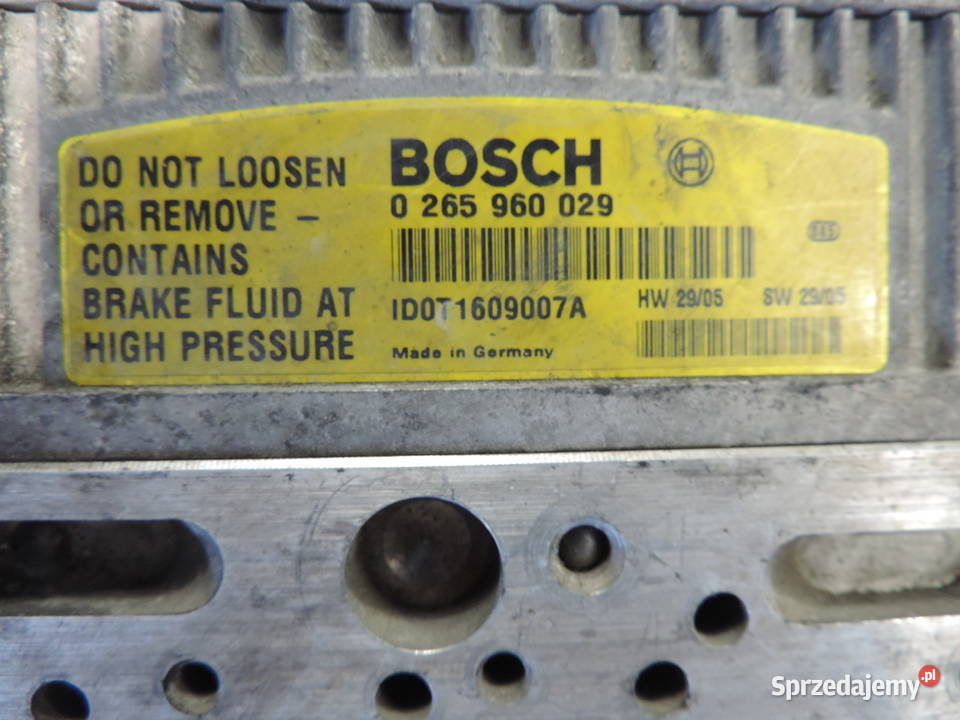 DO NOT LOOSEN
OR REMOVE –
CONTAINS
BRAKE FLUID AT
HIGH PRESSURE
BOSCH
0 265 960 029
ID0T1609007A
HW 29/05 SW 29/05
Made in Germany
Sprzedajemy.pl